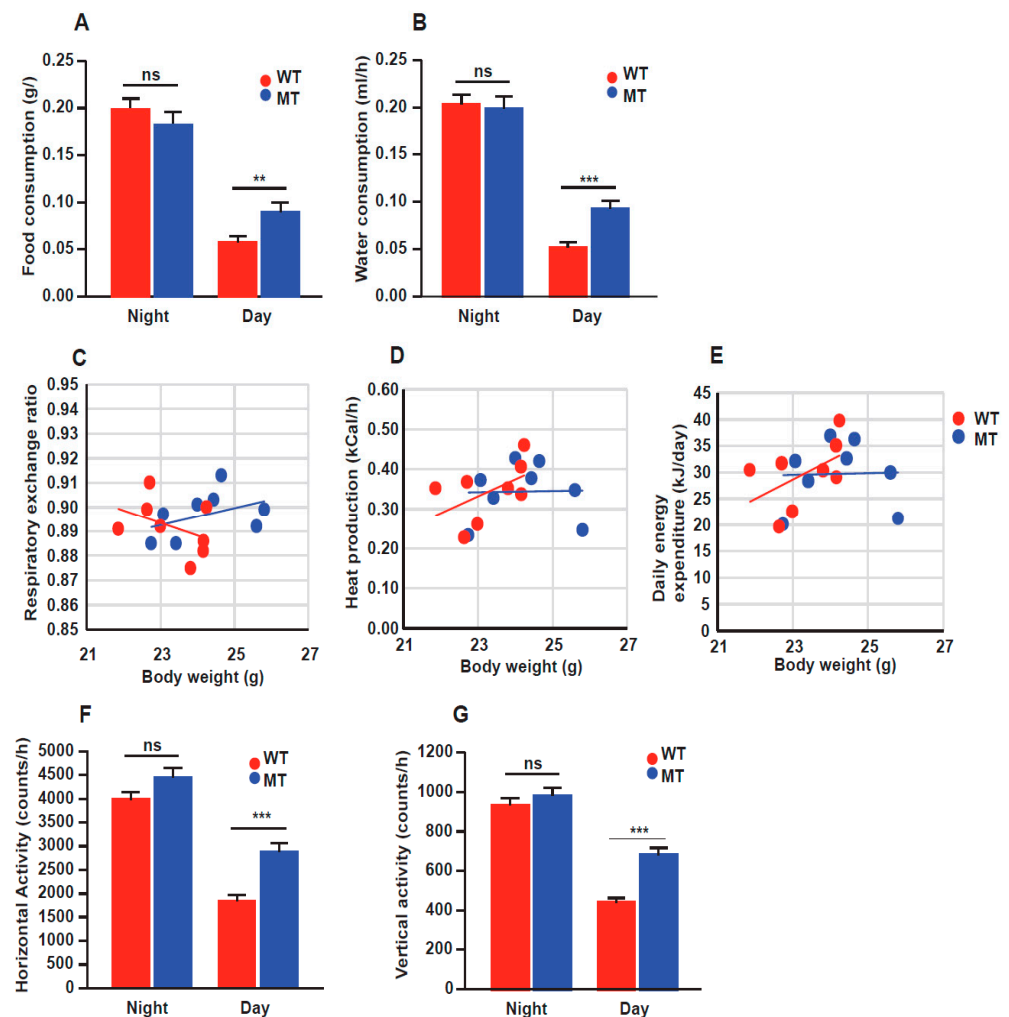 A
B
Food consumption (g/)
0.25
0.20
0.15
0.10
0.05
0.00
ns
**
WT
MT
Night
Day
Water consumption (ml/h)
0.25
0.20
0.15
0.10
0.05
0.00
ns
***
WT
MT
Night
Day
C
D
E
Respiratory exchange ratio
0.95
0.94
0.93
0.92
0.91
0.90
0.89
0.88
0.87
0.86
0.85
21
23
25
27
Body weight (g)
Heat production (kCal/h)
0.60
0.50
0.40
0.30
0.20
0.10
0.00
21
23
25
27
Body weight (g)
Daily energy
expenditure (kJ/day)
45
40
35
30
25
20
15
10
5
0
21
23
25
27
Body weight (g)
WT
MT
F
G
Horizontal Activity (counts/h)
5000
4500
4000
3500
3000
2500
2000
1500
1000
500
0
ns
***
WT
MT
Night
Day
Vertical activity (counts/h)
1200
1000
800
600
400
200
0
ns
***
WT
MT
Night
Day